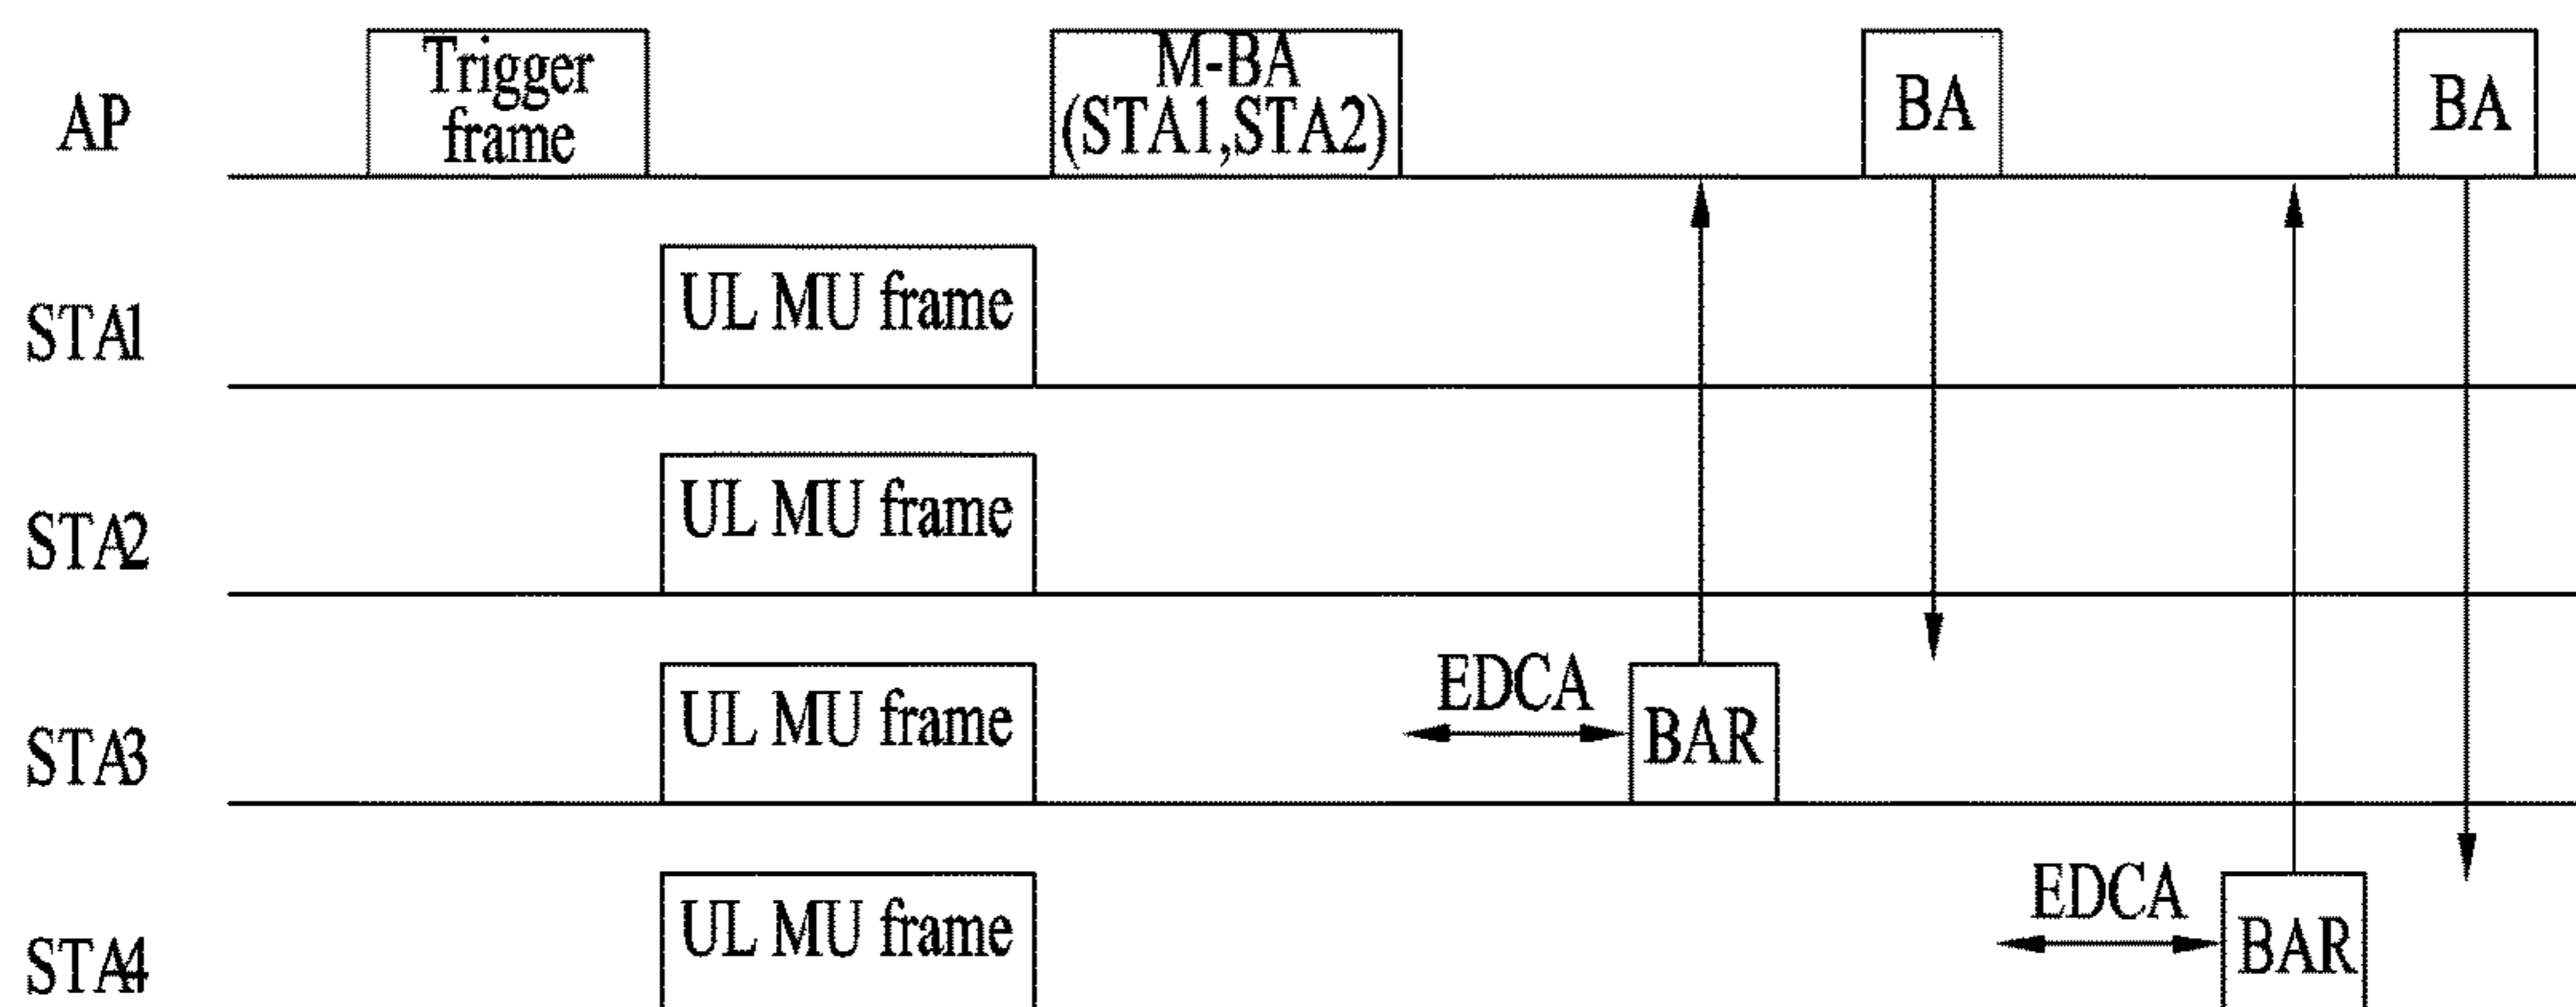 AP
Trigger
frame
M-BA
(STA1,STA2)
BA
BA
STA1
UL MU frame
STA2
UL MU frame
STA3
UL MU frame
EDCA
BAR
STA4
UL MU frame
EDCA
BAR